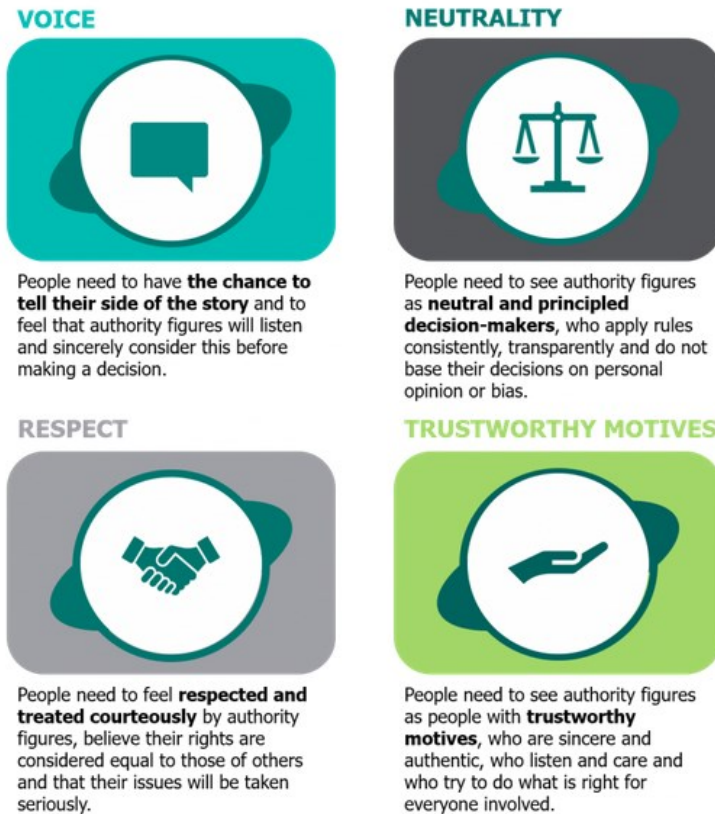 VOICE
People need to have the chance to
tell their side of the story and to
feel that authority figures will listen
and sincerely consider this before
making a decision.
NEUTRALITY
People need to see authority figures
as neutral and principled
decision-makers, who apply rules
consistently, transparently and do not
base their decisions on personal
opinion or bias.
RESPECT
People need to feel respected and
treated courteously by authority
figures, believe their rights are
considered equal to those of others
and that their issues will be taken
seriously.
TRUSTWORTHY MOTIVES
People need to see authority figures
as people with trustworthy
motives, who are sincere and
authentic, who listen and care and
who try to do what is right for
everyone involved.